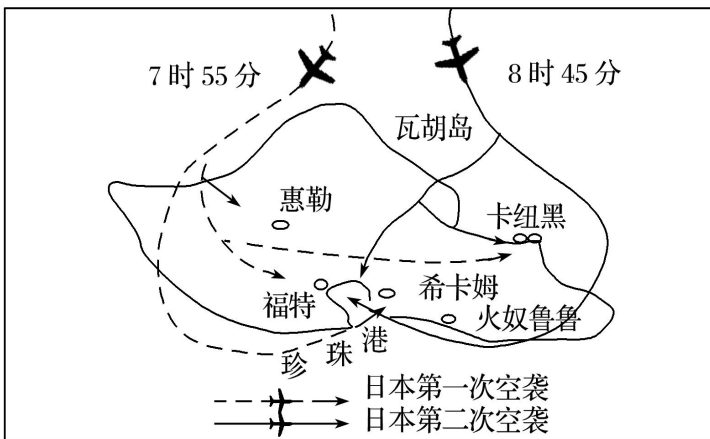 7时55分
8时45分
瓦胡岛
惠勒
卡纽黑
福特
希卡姆
火奴鲁鲁
珍珠港
日本第一次空袭
日本第二次空袭